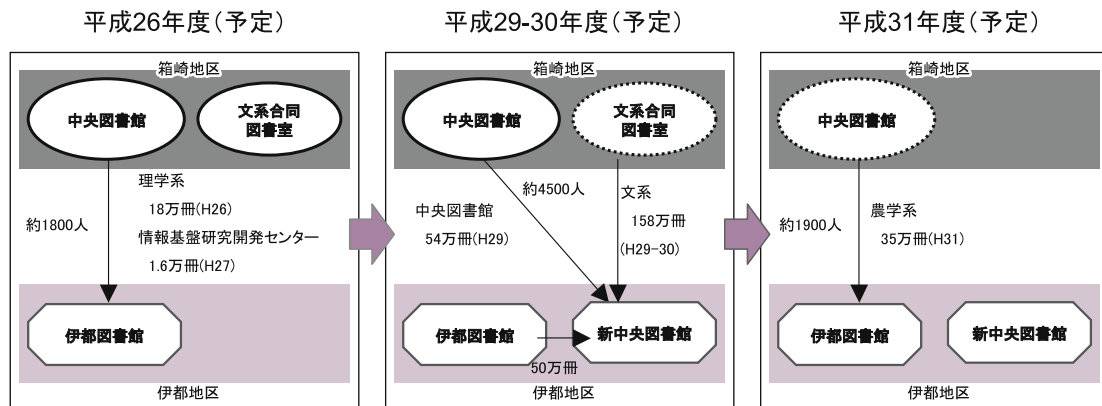 平成26年度(予定)
箱崎地区
中央図書館
文系合同
図書室
理学系
18万冊(H26)
約1800人
情報基盤研究開発センター
1.6万冊(H27)
伊都図書館
伊都地区
平成29-30年度(予定)
箱崎地区
中央図書館
文系合同
図書室
約4500人
文系
中央図書館
158万冊
54万冊(H29)
(H29-30)
伊都図書館
新中央図書館
50万冊
伊都地区
平成31年度(予定)
箱崎地区
中央図書館
農学系
約1900人
35万冊(H31)
伊都図書館
新中央図書館
伊都地区